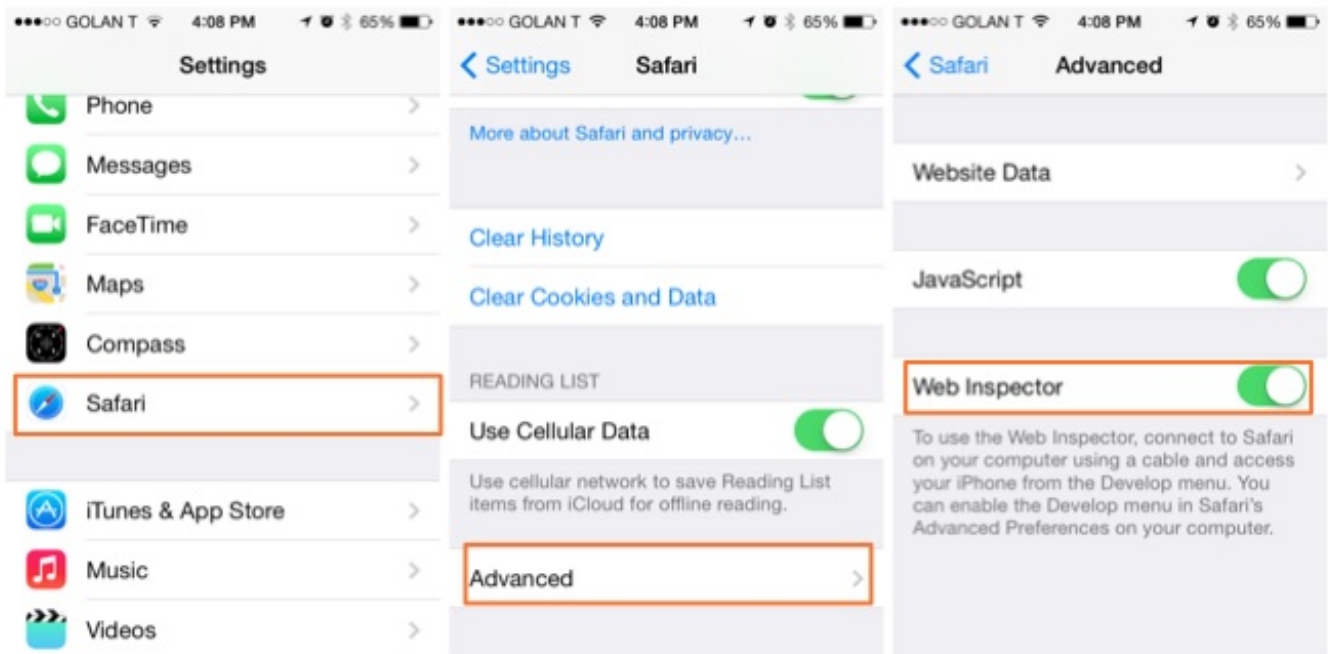 GOLAN T 4:08 PM 65%
Settings
Phone
Messages
FaceTime
Maps
Compass
Safari
iTunes & App Store
Music
Videos
GOLAN T 4:08 PM 65%
Settings Safari
More about Safari and privacy...
Clear History
Clear Cookies and Data
READING LIST
Use Cellular Data
Use cellular network to save Reading List
items from iCloud for offline reading.
Advanced
GOLAN T 4:08 PM 65%
Safari Advanced
Website Data
JavaScript
Web Inspector
To use the Web Inspector, connect to Safari
on your computer using a cable and access
your iPhone from the Develop menu. You
can enable the Develop menu in Safari's
Advanced Preferences on your computer.